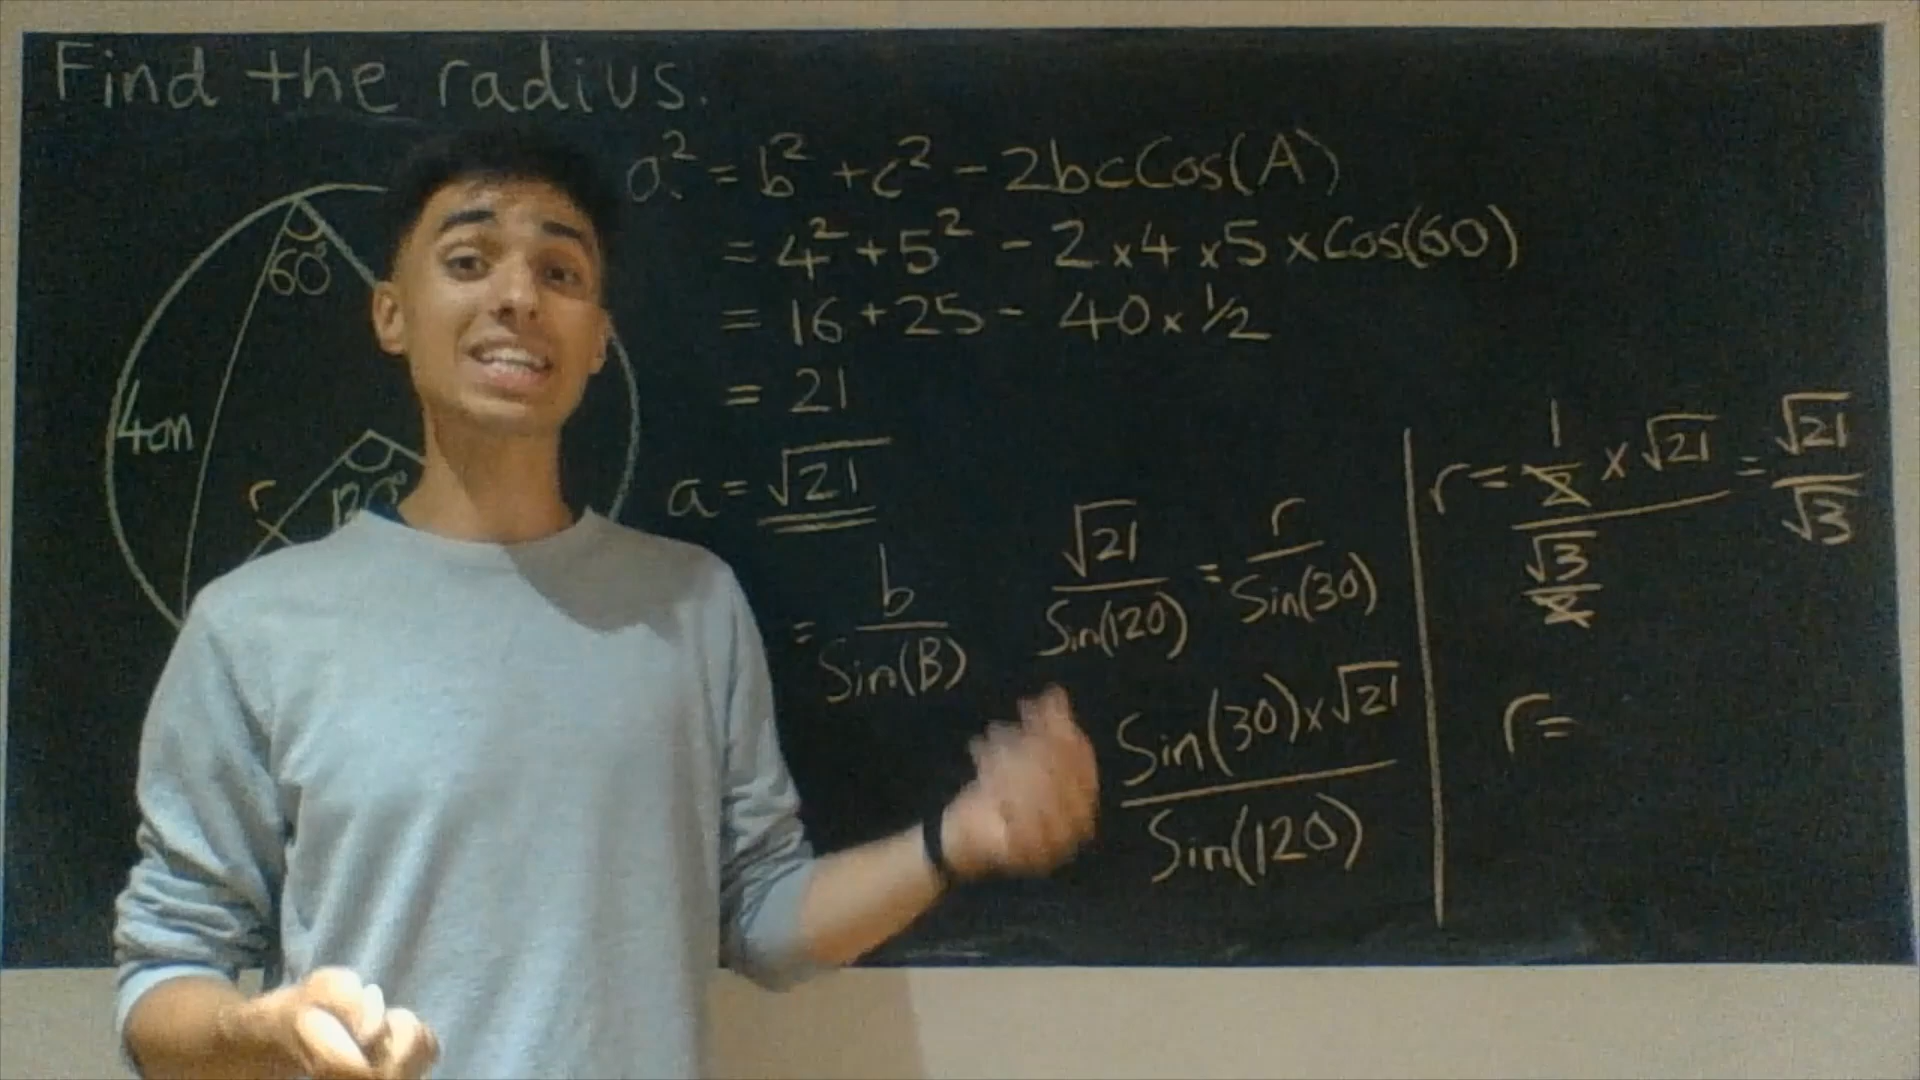 Find the radius.
a² = b² + c² - 2bcCos(A)
= 4² + 5² - 2 x 4 x 5 x Cos(60)
= 16 + 25 - 40 x 1/2
= 21
a = √21
= b / Sin(B)
√21 / Sin(120) = r / Sin(30)
Sin(30) x √21 / Sin(120)
r = 1/2 x √21 / √3/2 = √21 / √3
r =
60°
4cm
r
120°